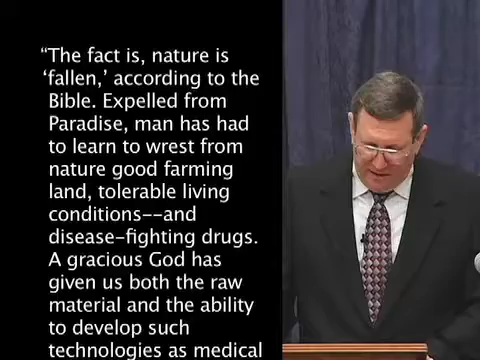 “The fact is, nature is
‘fallen,’ according to the
Bible. Expelled from
Paradise, man has had
to learn to wrest from
nature good farming
land, tolerable living
conditions--and
disease-fighting drugs.
A gracious God has
given us both the raw
material and the ability
to develop such
technologies as medical